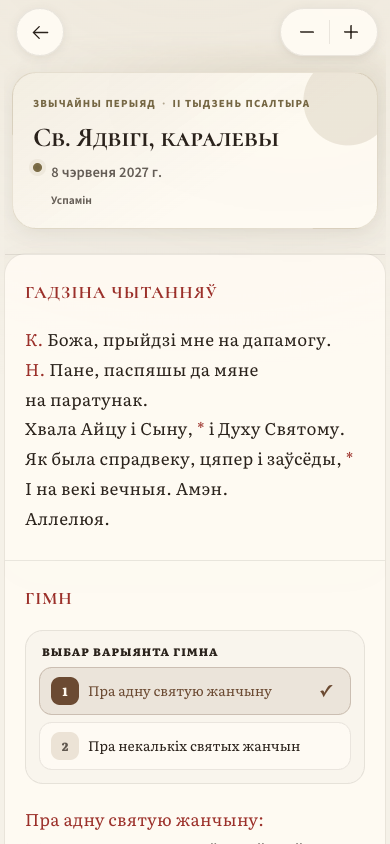 ЗВЫЧАЙНЫ ПЕРЫЯД · ІІ ТЫДЗЕНЬ ПСАЛТЫРА
Св. Ядвігі, каралевы
8 чэрвеня 2027 г.
Успамін
ГАДЗІНА ЧЫТАННЯЎ
К. Божа, прыйдзі мне на дапамогу.
Н. Пане, паспяшы да мяне
на паратунак.
Хвала Айцу і Сыну, * і Духу Святому.
Як была спрадвеку, цяпер і заўсёды, *
І на векі вечныя. Амэн.
Аллелюя.
ГІМН
ВЫБАР ВАРЫЯНТА ГІМНА
1 Пра адну святую жанчыну ✓
2 Пра некалькіх святых жанчын
Пра адну святую жанчыну: